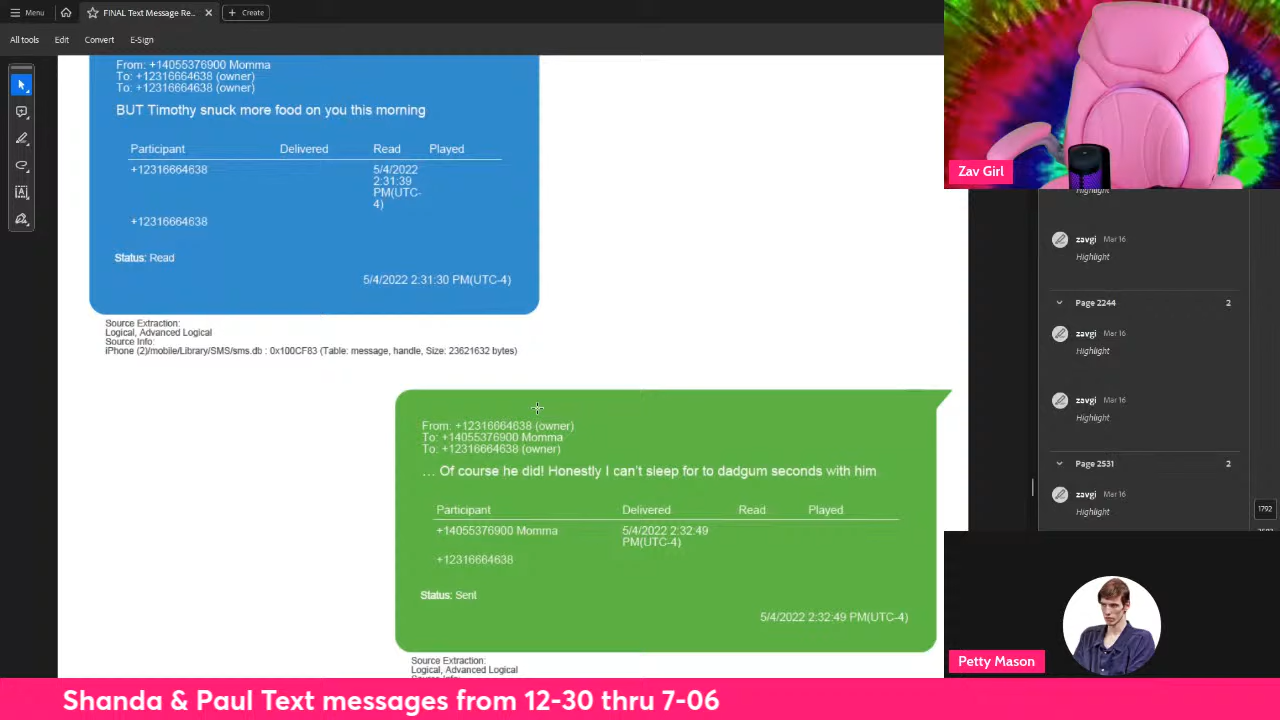 Menu
FINAL Text Message Re...
Create
All tools
Edit
Convert
E-Sign
From: +14055376900 Momma
To: +12316664638 (owner)
To: +12316664638 (owner)
BUT Timothy snuck more food on you this morning
Participant Delivered Read Played
+12316664638 5/4/2022
2:31:39
PM(UTC-
4)
+12316664638
Status: Read
5/4/2022 2:31:30 PM(UTC-4)
Source Extraction:
Logical, Advanced Logical
Source Info:
iPhone (2)/mobile/Library/SMS/sms.db : 0x100CF83 (Table: message, handle, Size: 23621632 bytes)
From: +12316664638 (owner)
To: +14055376900 Momma
To: +12316664638 (owner)
… Of course he did! Honestly I can't sleep for to dadgum seconds with him
Participant Delivered Read Played
+14055376900 Momma 5/4/2022 2:32:49
PM(UTC-4)
+12316664638
Status: Sent
5/4/2022 2:32:49 PM(UTC-4)
Source Extraction:
Logical, Advanced Logical
Zav Girl
Highlight
zavgi Mar 16
Highlight
Page 2244 2
zavgi Mar 16
Highlight
zavgi Mar 16
Highlight
Page 2531 2
zavgi Mar 16
Highlight
1792
Petty Mason
Shanda & Paul Text messages from 12-30 thru 7-06